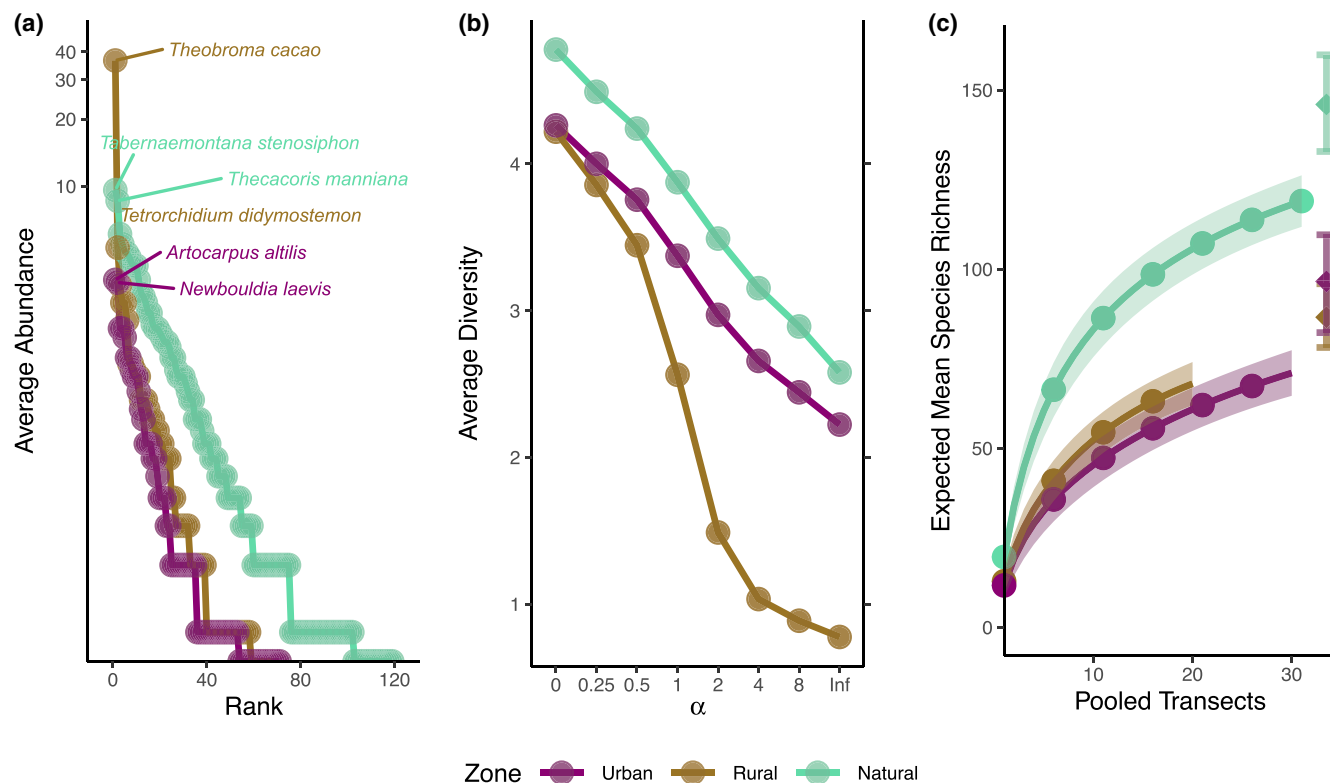 (a)
Average Abundance
40
30
20
10
Theobroma cacao
Tabernaemontana stenosiphon
Thecacoris manniana
Tetrorchidium didymostemon
Artocarpus altilis
Newbouldia laevis
0 40 80 120
Rank
(b)
Average Diversity
4
3
2
1
0 0.25 0.5 1 2 4 8 Inf
α
(c)
Expected Mean Species Richness
150
100
50
0
10 20 30
Pooled Transects
Zone Urban Rural Natural